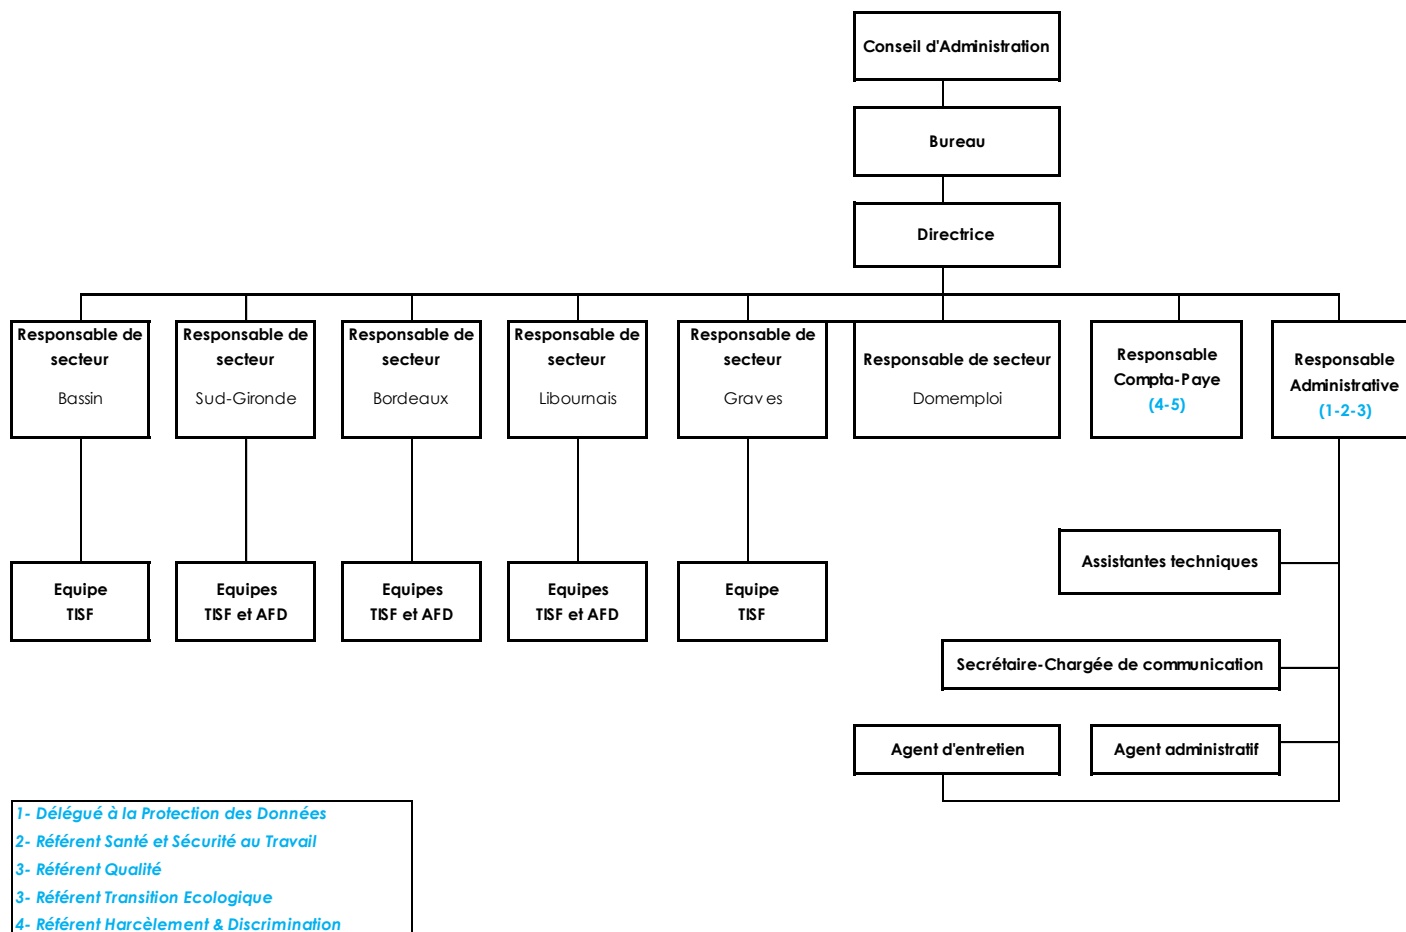 Conseil d'Administration
Bureau
Directrice
Responsable de
secteur
Bassin
Responsable de
secteur
Sud-Gironde
Responsable de
secteur
Bordeaux
Responsable de
secteur
Libournais
Responsable de
secteur
Graves
Responsable de secteur
Domemploi
Responsable
Compta-Paye
(4-5)
Responsable
Administrative
(1-2-3)
Assistantes techniques
Equipe
TISF
Equipes
TISF et AFD
Equipes
TISF et AFD
Equipes
TISF et AFD
Equipe
TISF
Secrétaire-Chargée de communication
Agent d'entretien
Agent administratif
1- Délégué à la Protection des Données
2- Référent Santé et Sécurité au Travail
3- Référent Qualité
3- Référent Transition Ecologique
4- Référent Harcèlement & Discrimination